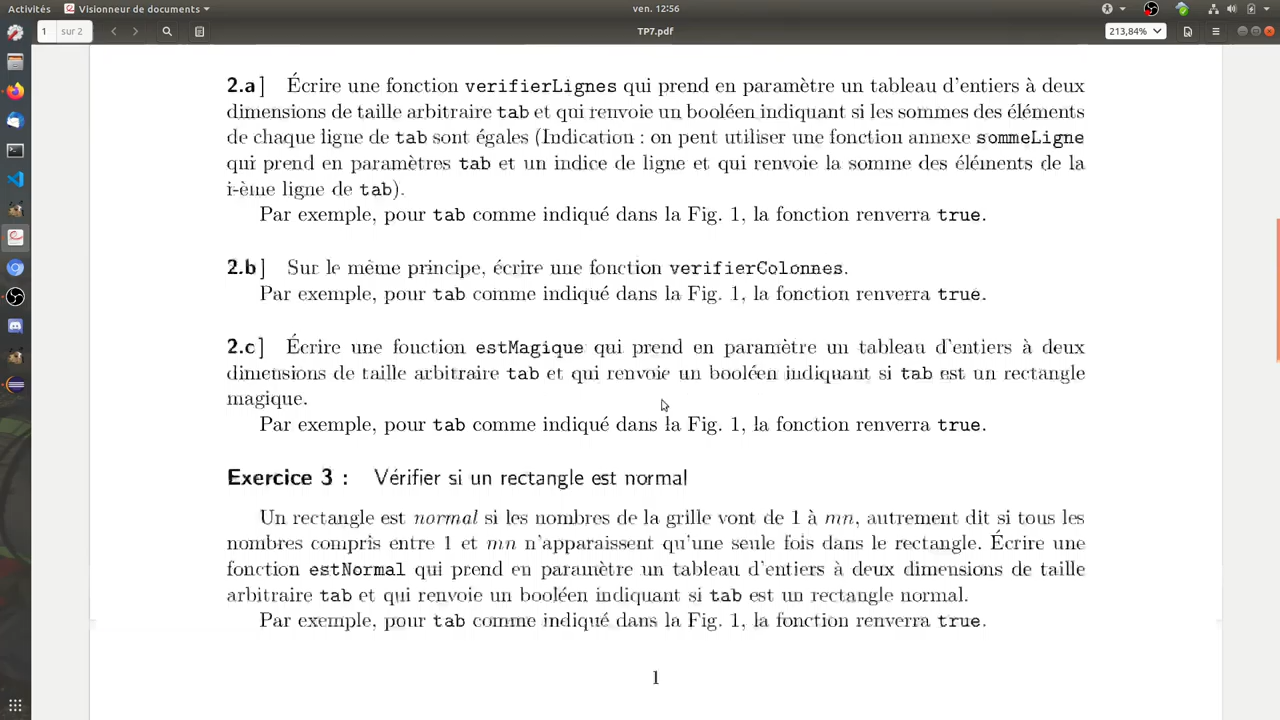 Activités
Visionneur de documents
ven. 12:56
1
sur 2
TP7.pdf
213,84%
2.a] Écrire une fonction verifierLignes qui prend en paramètre un tableau d'entiers à deux
dimensions de taille arbitraire tab et qui renvoie un booléen indiquant si les sommes des éléments
de chaque ligne de tab sont égales (Indication : on peut utiliser une fonction annexe sommeLigne
qui prend en paramètres tab et un indice de ligne et qui renvoie la somme des éléments de la
i-ème ligne de tab).
Par exemple, pour tab comme indiqué dans la Fig. 1, la fonction renverra true.
2.b] Sur le même principe, écrire une fonction verifierColonnes.
Par exemple, pour tab comme indiqué dans la Fig. 1, la fonction renverra true.
2.c] Écrire une fonction estMagique qui prend en paramètre un tableau d'entiers à deux
dimensions de taille arbitraire tab et qui renvoie un booléen indiquant si tab est un rectangle
magique.
Par exemple, pour tab comme indiqué dans la Fig. 1, la fonction renverra true.
Exercice 3 : Vérifier si un rectangle est normal
Un rectangle est normal si les nombres de la grille vont de 1 à mn, autrement dit si tous les
nombres compris entre 1 et mn n'apparaissent qu'une seule fois dans le rectangle. Écrire une
fonction estNormal qui prend en paramètre un tableau d'entiers à deux dimensions de taille
arbitraire tab et qui renvoie un booléen indiquant si tab est un rectangle normal.
Par exemple, pour tab comme indiqué dans la Fig. 1, la fonction renverra true.
1